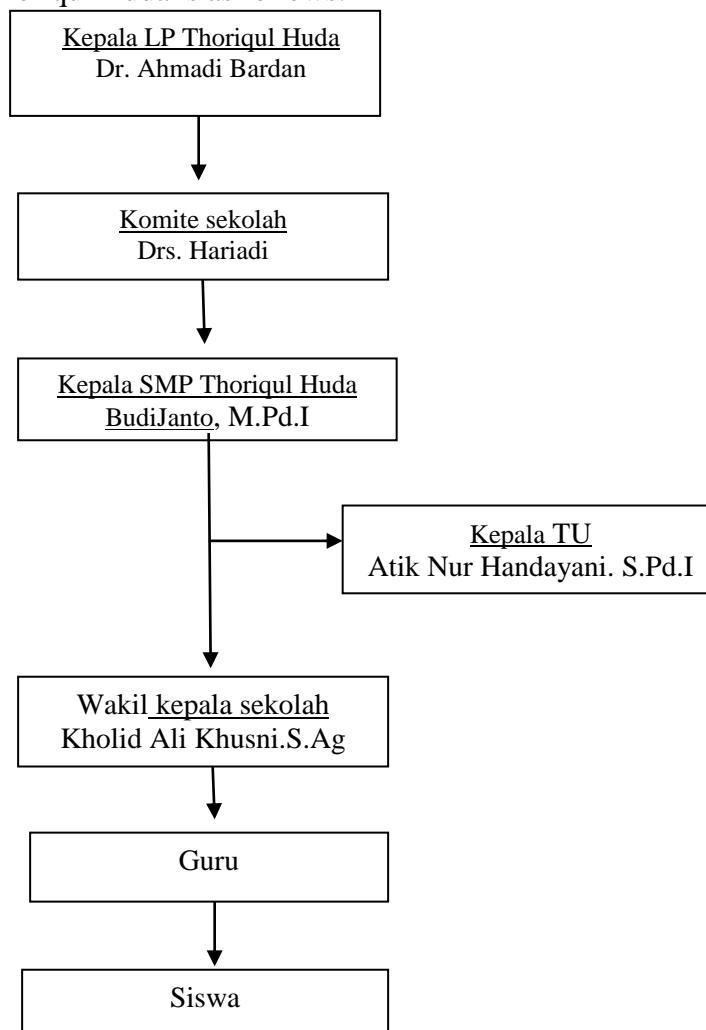 Kepala LP Thoriqul Huda
Dr. Ahmadi Bardan
Komite sekolah
Drs. Hariadi
Kepala SMP Thoriqul Huda
BudiJanto, M.Pd.I
Kepala TU
Atik Nur Handayani. S.Pd.I
Wakil kepala sekolah
Kholid Ali Khusni.S.Ag
Guru
Siswa